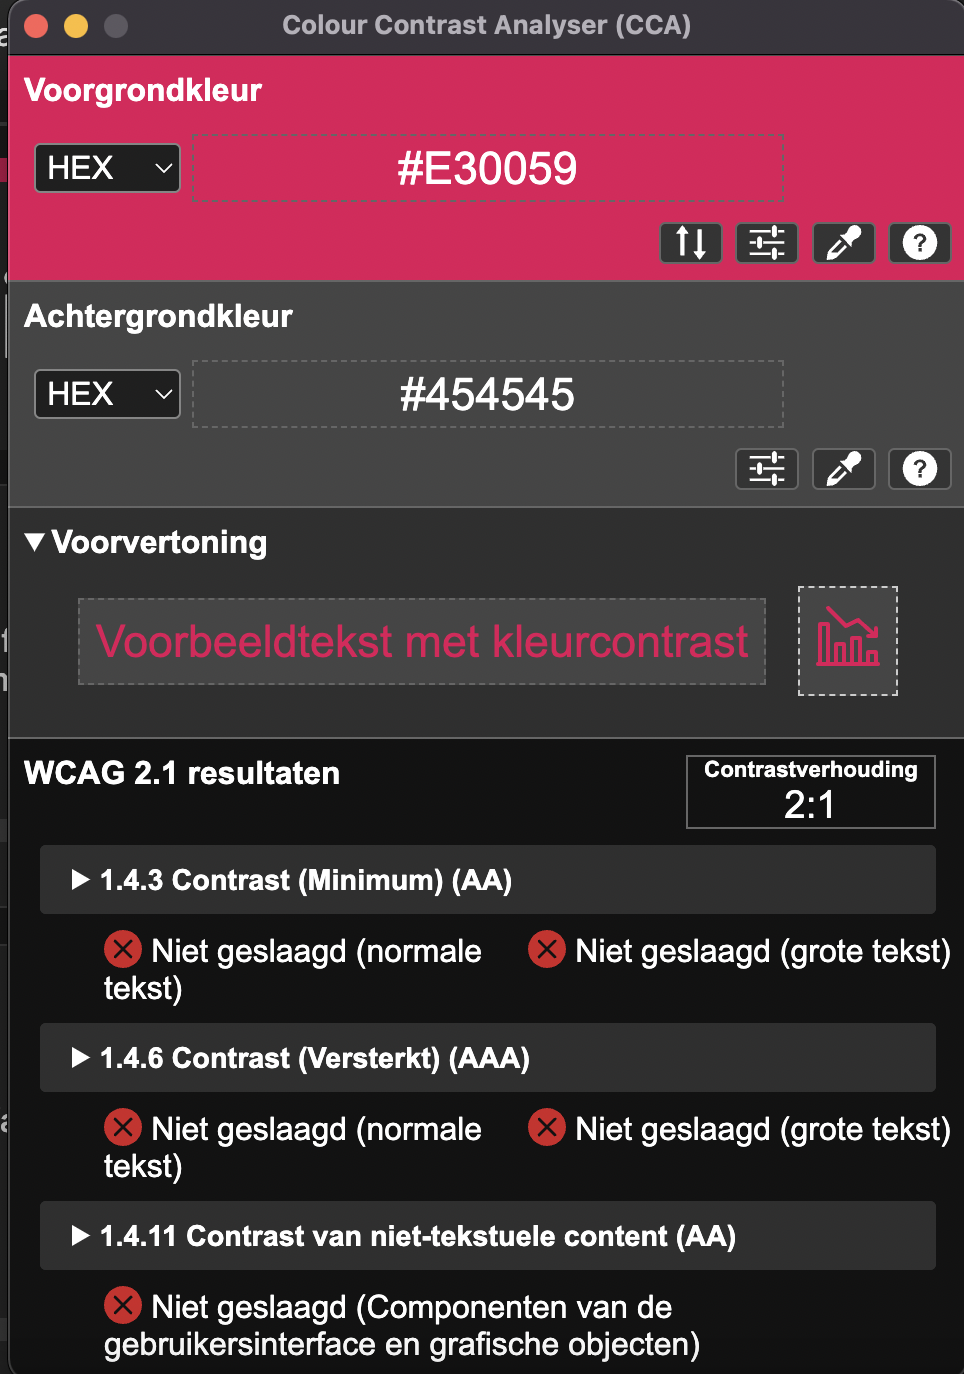 Colour Contrast Analyser (CCA)
Voorgrondkleur
HEX #E30059
?
Achtergrondkleur
HEX #454545
?
Voorvertoning
Voorbeeldtekst met kleurcontrast
WCAG 2.1 resultaten
Contrastverhouding
2:1
1.4.3 Contrast (Minimum) (AA)
Niet geslaagd (normale tekst)
Niet geslaagd (grote tekst)
1.4.6 Contrast (Versterkt) (AAA)
Niet geslaagd (normale tekst)
Niet geslaagd (grote tekst)
1.4.11 Contrast van niet-tekstuele content (AA)
Niet geslaagd (Componenten van de
gebruikersinterface en grafische objecten)